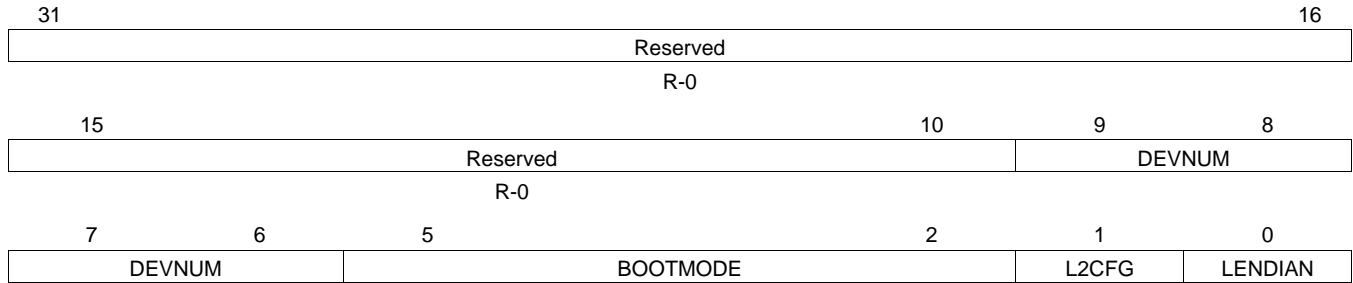 31 16
Reserved
R-0
15 10 9 8
Reserved DEVNUM
R-0
7 6 5 2 1 0
DEVNUM BOOTMODE L2CFG LENDIAN